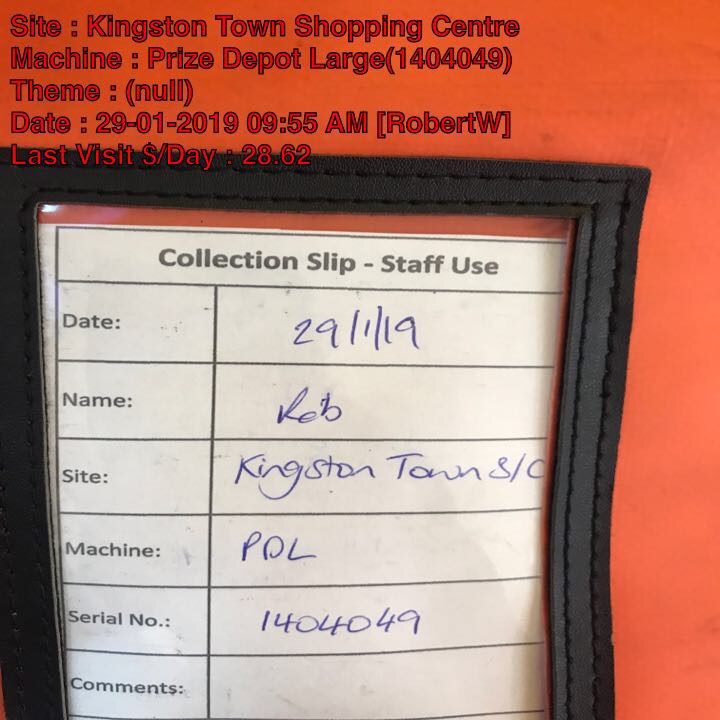 Site : Kingston Town Shopping Centre
Machine : Prize Depot Large(1404049)
Theme : (null)
Date : 29-01-2019 09:55 AM [RobertW]
Last Visit $/Day : 28.62
Collection Slip - Staff Use
Date: 29/1/19
Name: Rob
Site: Kingston Town S/C
Machine: PDL
Serial No.: 1404049
Comments: